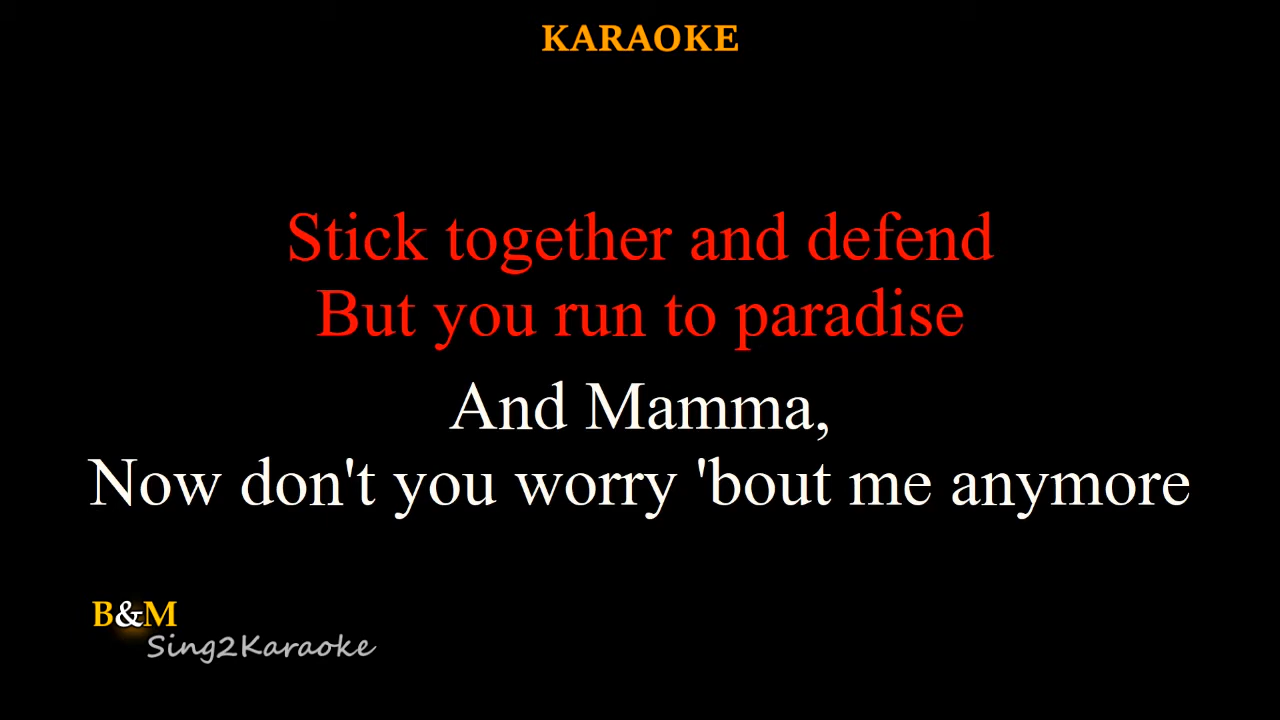 KARAOKE
Stick together and defend
But you run to paradise
And Mamma,
Now don't you worry 'bout me anymore
B&M
Sing2Karaoke